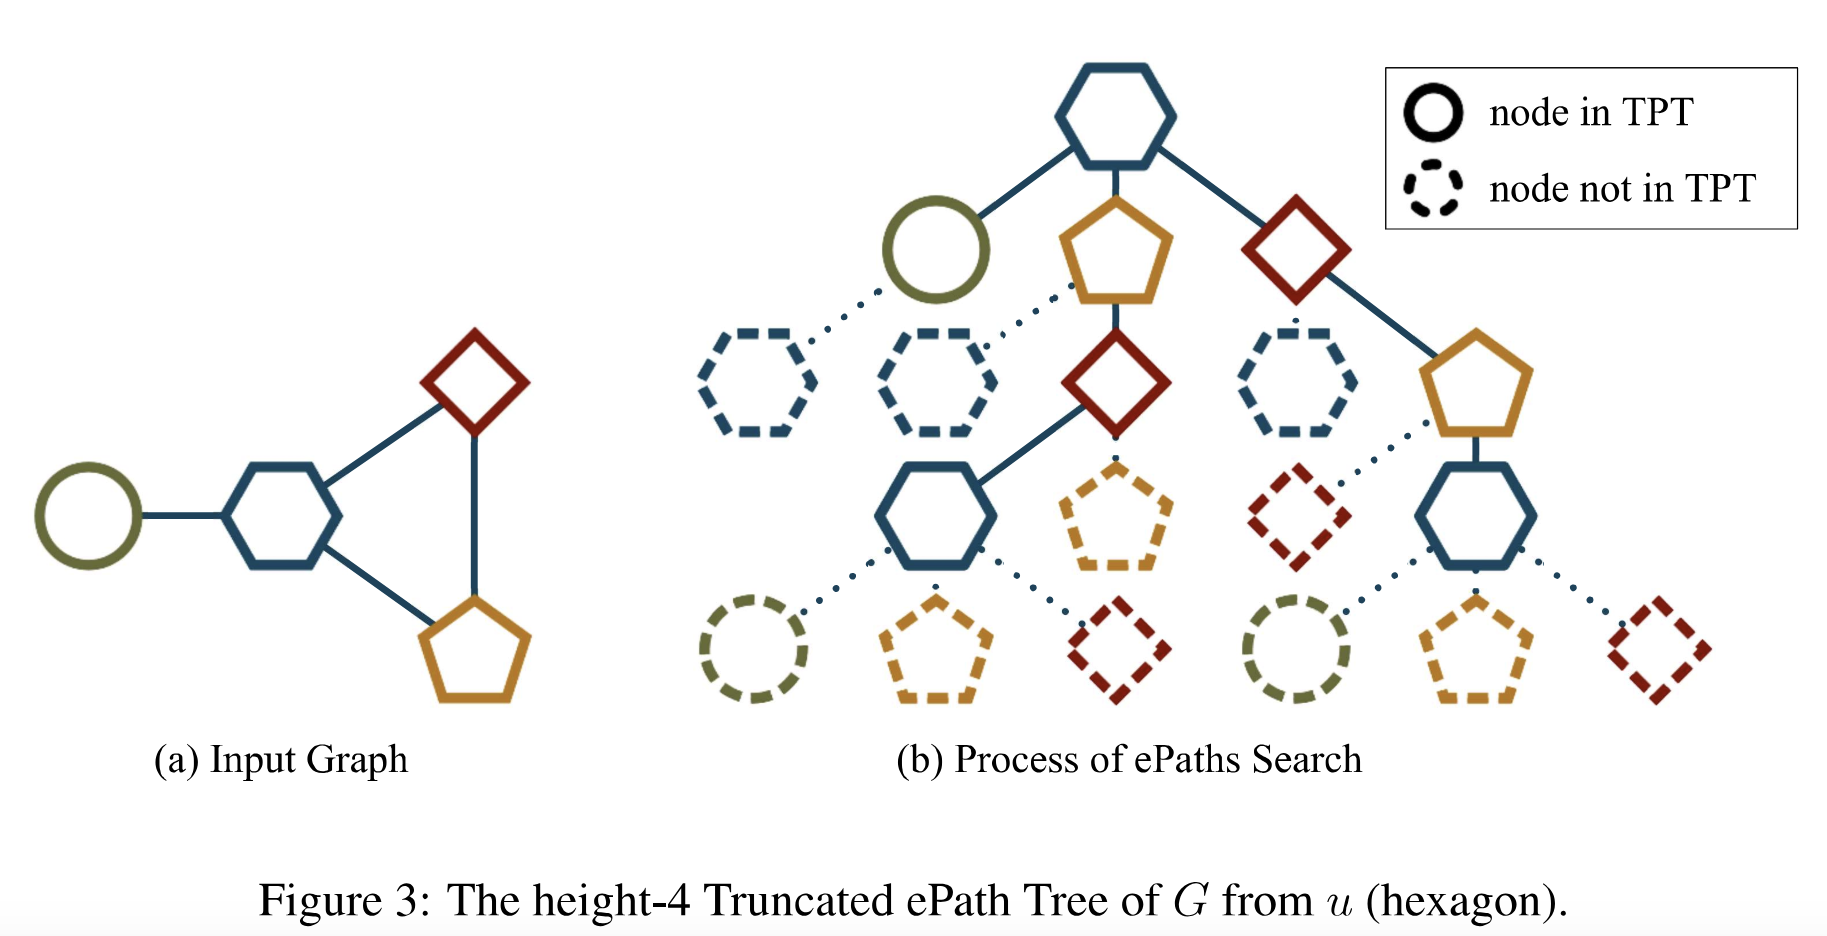 node in TPT
node not in TPT
(a) Input Graph
(b) Process of ePaths Search
Figure 3: The height-4 Truncated ePath Tree of G from u (hexagon).